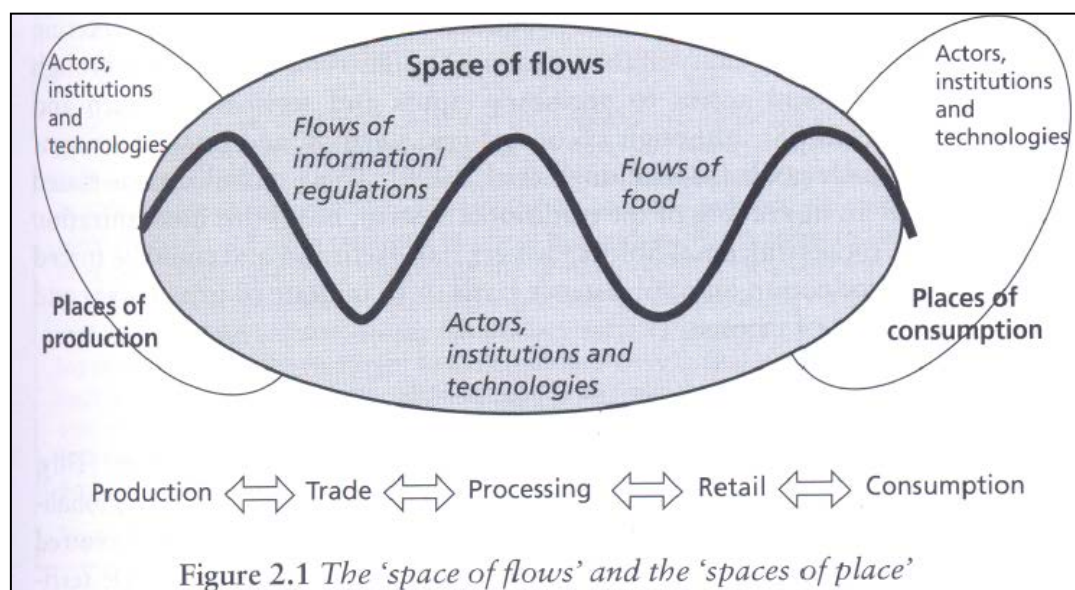 Actors,
institutions
and
technologies
Space of flows
Actors,
institutions
and
technologies
Flows of
information/
regulations
Flows of
food
Places of
production
Actors,
institutions and
technologies
Places of
consumption
Production Trade Processing Retail Consumption
Figure 2.1 The ‘space of flows’ and the ‘spaces of place’